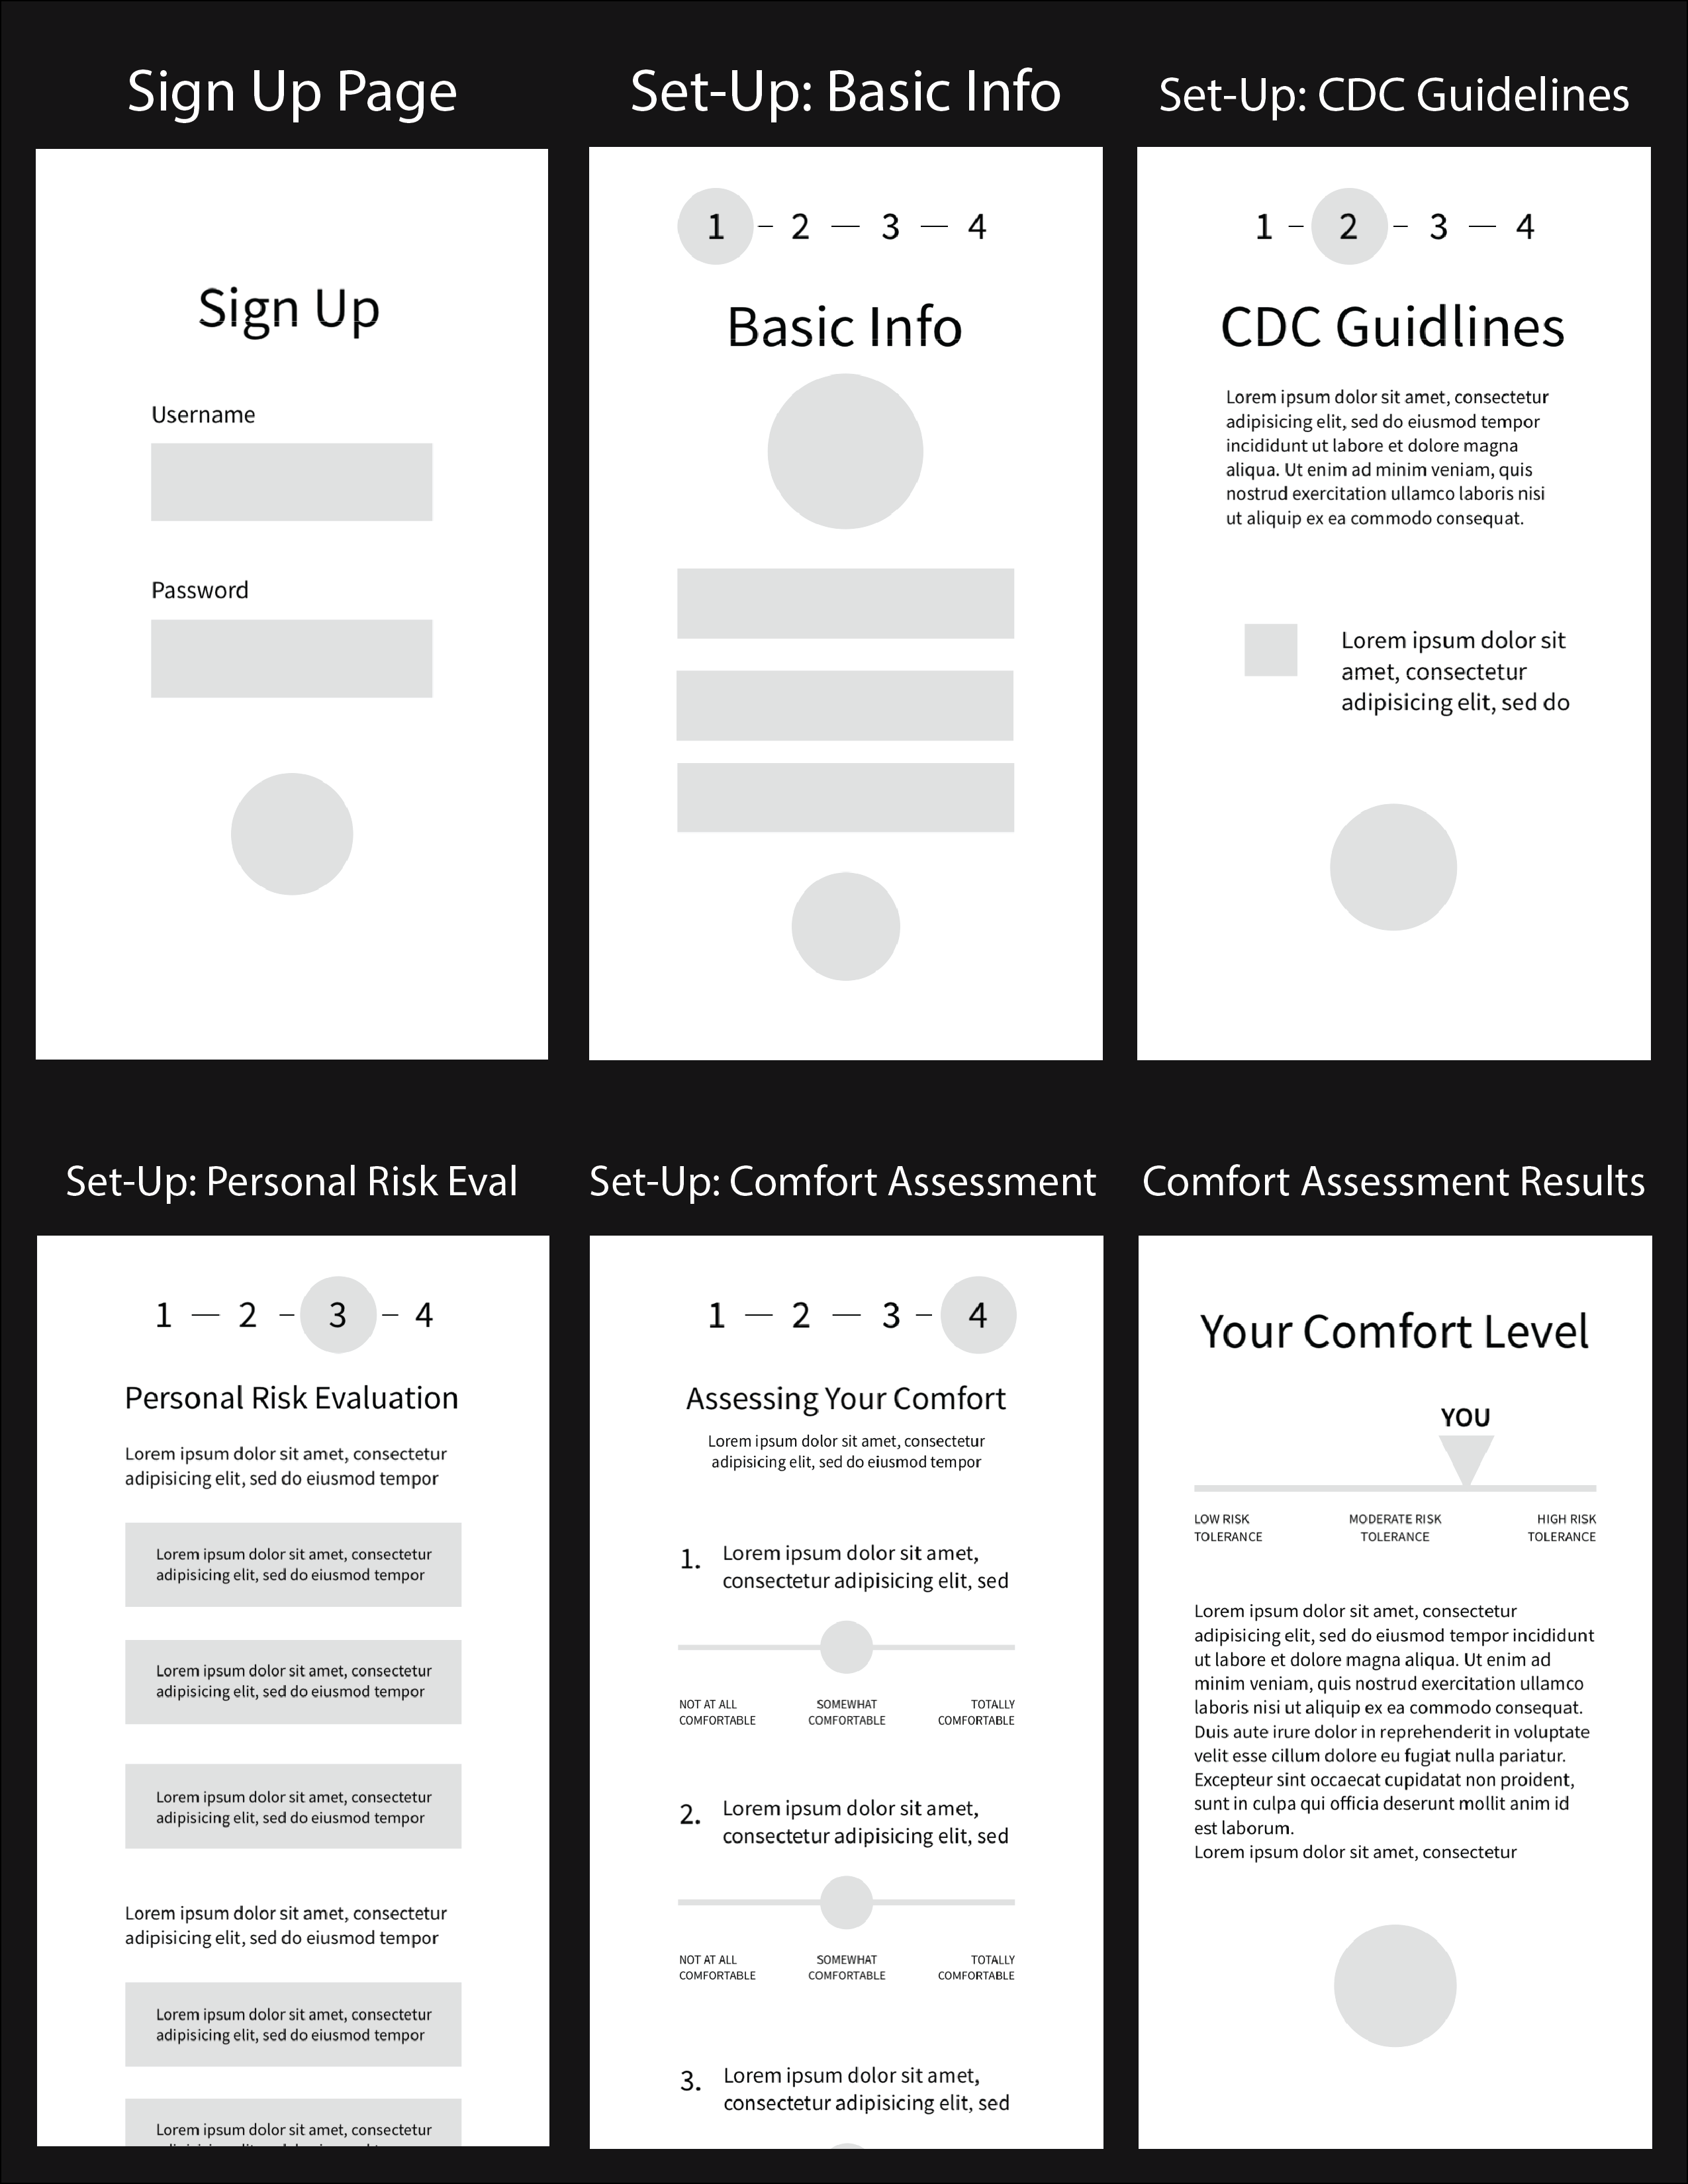 Sign Up Page
Sign Up
Username
Password
Set-Up: Basic Info
1 – 2 — 3 — 4
Basic Info
Set-Up: CDC Guidelines
1 – 2 – 3 — 4
CDC Guidlines
Lorem ipsum dolor sit amet, consectetur
adipisicing elit, sed do eiusmod tempor
incididunt ut labore et dolore magna
aliqua. Ut enim ad minim veniam, quis
nostrud exercitation ullamco laboris nisi
ut aliquip ex ea commodo consequat.
Lorem ipsum dolor sit
amet, consectetur
adipisicing elit, sed do
Set-Up: Personal Risk Eval
1 — 2 – 3 – 4
Personal Risk Evaluation
Lorem ipsum dolor sit amet, consectetur
adipisicing elit, sed do eiusmod tempor
Lorem ipsum dolor sit amet, consectetur
adipisicing elit, sed do eiusmod tempor
Lorem ipsum dolor sit amet, consectetur
adipisicing elit, sed do eiusmod tempor
Lorem ipsum dolor sit amet, consectetur
adipisicing elit, sed do eiusmod tempor
Lorem ipsum dolor sit amet, consectetur
adipisicing elit, sed do eiusmod tempor
Lorem ipsum dolor sit amet, consectetur
adipisicing elit, sed do eiusmod tempor
Lorem ipsum dolor sit amet, consectetur
Set-Up: Comfort Assessment
1 — 2 — 3 – 4
Assessing Your Comfort
Lorem ipsum dolor sit amet, consectetur
adipisicing elit, sed do eiusmod tempor
1. Lorem ipsum dolor sit amet,
consectetur adipisicing elit, sed
NOT AT ALL SOMEWHAT TOTALLY
COMFORTABLE COMFORTABLE COMFORTABLE
2. Lorem ipsum dolor sit amet,
consectetur adipisicing elit, sed
NOT AT ALL SOMEWHAT TOTALLY
COMFORTABLE COMFORTABLE COMFORTABLE
3. Lorem ipsum dolor sit amet,
consectetur adipisicing elit, sed
Comfort Assessment Results
Your Comfort Level
YOU
LOW RISK MODERATE RISK HIGH RISK
TOLERANCE TOLERANCE TOLERANCE
Lorem ipsum dolor sit amet, consectetur
adipisicing elit, sed do eiusmod tempor incididunt
ut labore et dolore magna aliqua. Ut enim ad
minim veniam, quis nostrud exercitation ullamco
laboris nisi ut aliquip ex ea commodo consequat.
Duis aute irure dolor in reprehenderit in voluptate
velit esse cillum dolore eu fugiat nulla pariatur.
Excepteur sint occaecat cupidatat non proident,
sunt in culpa qui officia deserunt mollit anim id
est laborum.
Lorem ipsum dolor sit amet, consectetur